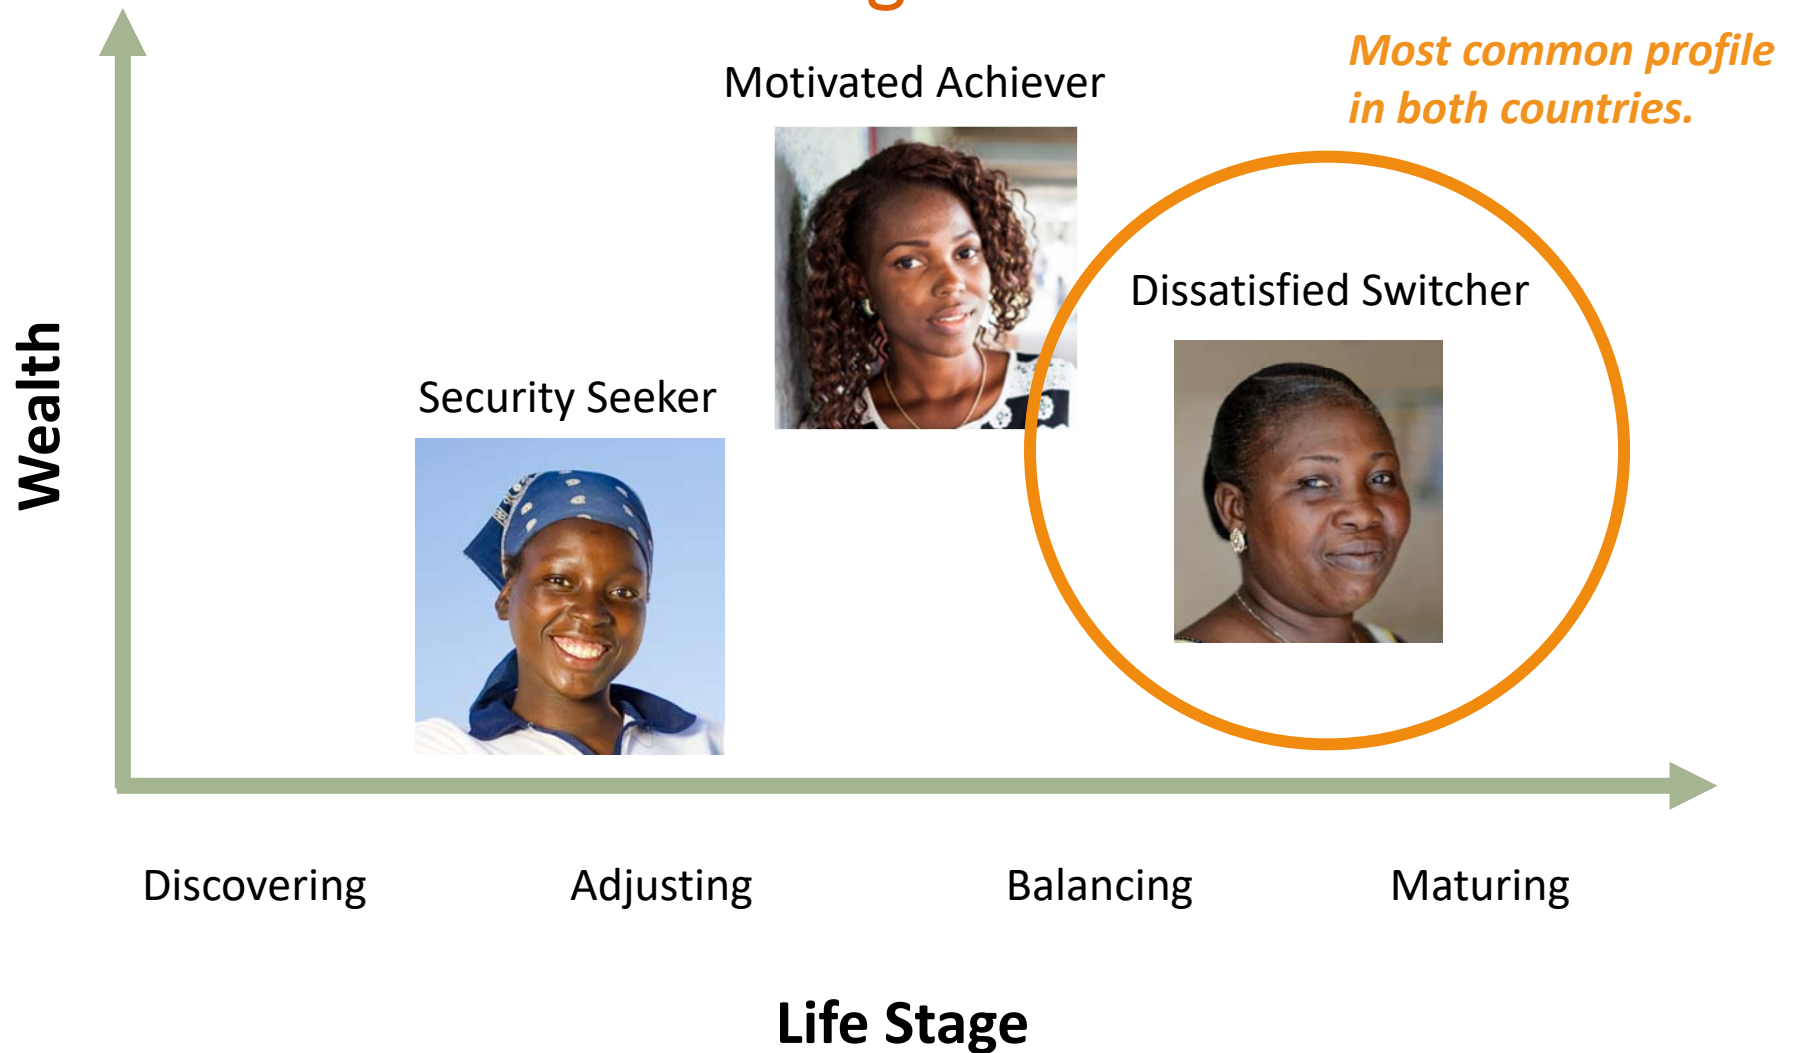 Most common profile
in both countries.
Motivated Achiever
Dissatisfied Switcher
Security Seeker
Wealth
Discovering
Adjusting
Balancing
Maturing
Life Stage